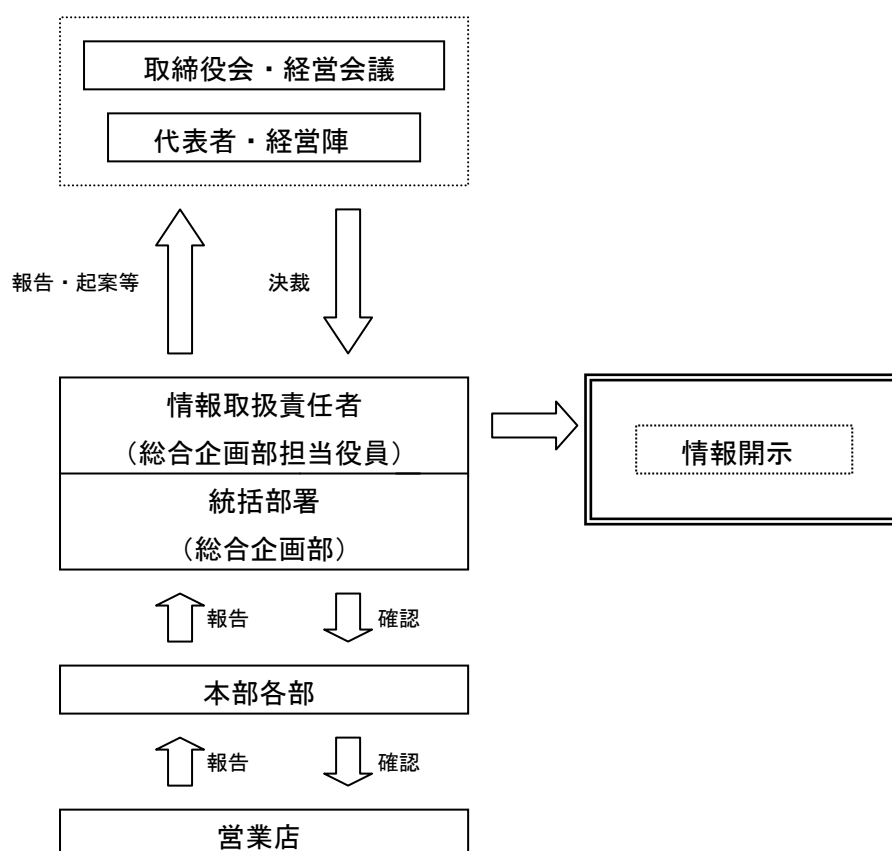 取締役会・経営会議
代表者・経営陣
報告・起案等
決裁
情報取扱責任者
（総合企画部担当役員）
情報開示
統括部署
（総合企画部）
報告
確認
本部各部
報告
確認
営業店